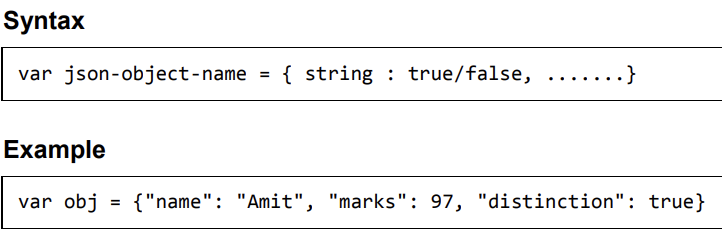 Syntax
var json-object-name = { string : true/false, .......}
Example
var obj = {"name": "Amit", "marks": 97, "distinction": true}